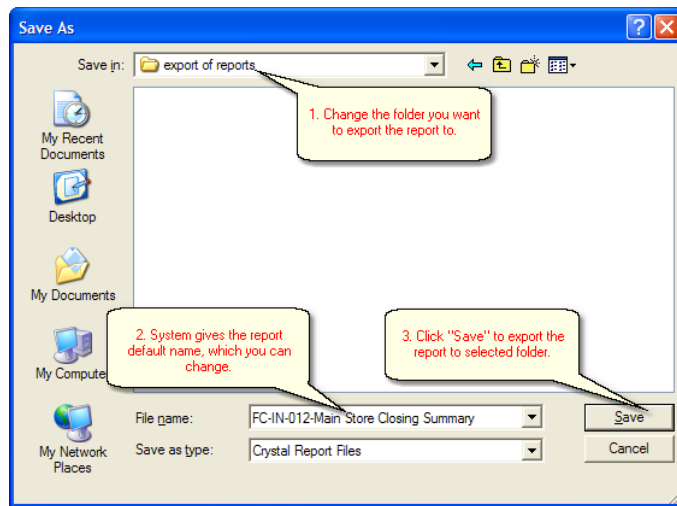 Save As
Save in:
export of reports
1. Change the folder you want
to export the report to.
My Recent
Documents
Desktop
My Documents
2. System gives the report
default name, which you can
change.
3. Click "Save" to export the
report to selected folder.
My Compute
File name:
FC-IN-012-Main Store Closing Summary
Save
My Network
Places
Save as type:
Crystal Report Files
Cancel